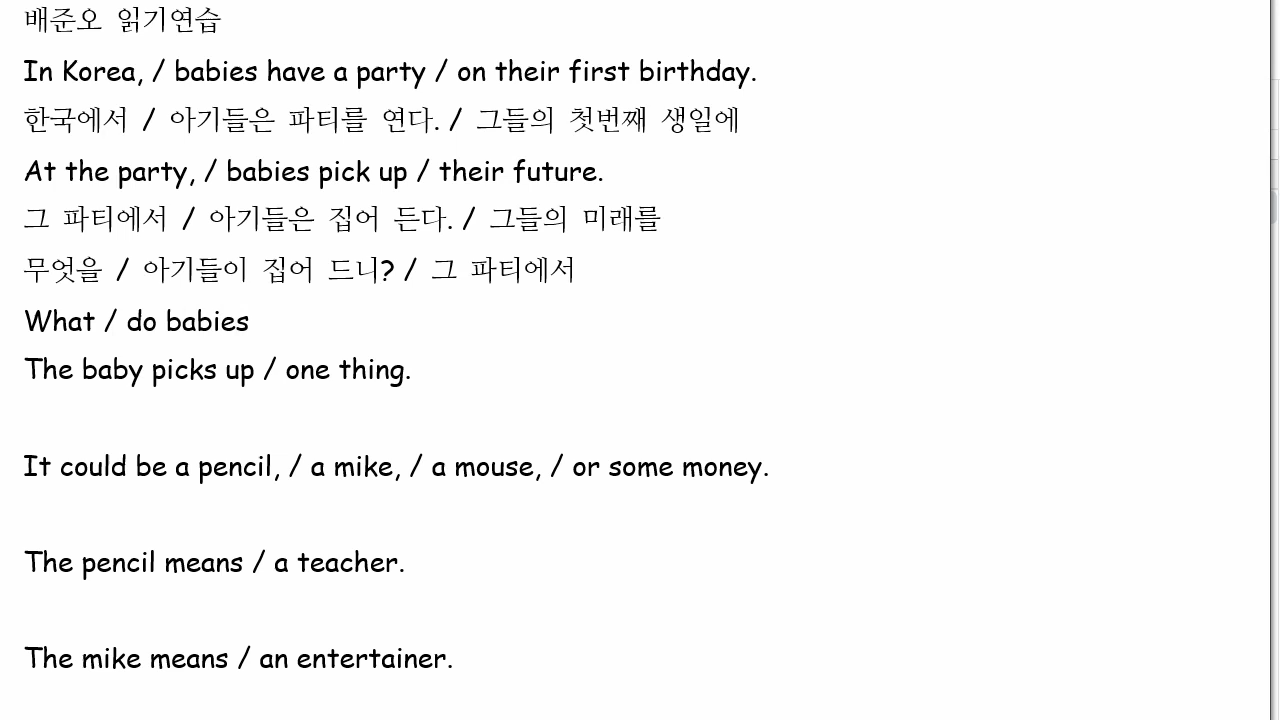 배준오 읽기연습
In Korea, / babies have a party / on their first birthday.
한국에서 / 아기들은 파티를 연다. / 그들의 첫번째 생일에
At the party, / babies pick up / their future.
그 파티에서 / 아기들은 집어 든다. / 그들의 미래를
무엇을 / 아기들이 집어 드니? / 그 파티에서
What / do babies
The baby picks up / one thing.
It could be a pencil, / a mike, / a mouse, / or some money.
The pencil means / a teacher.
The mike means / an entertainer.